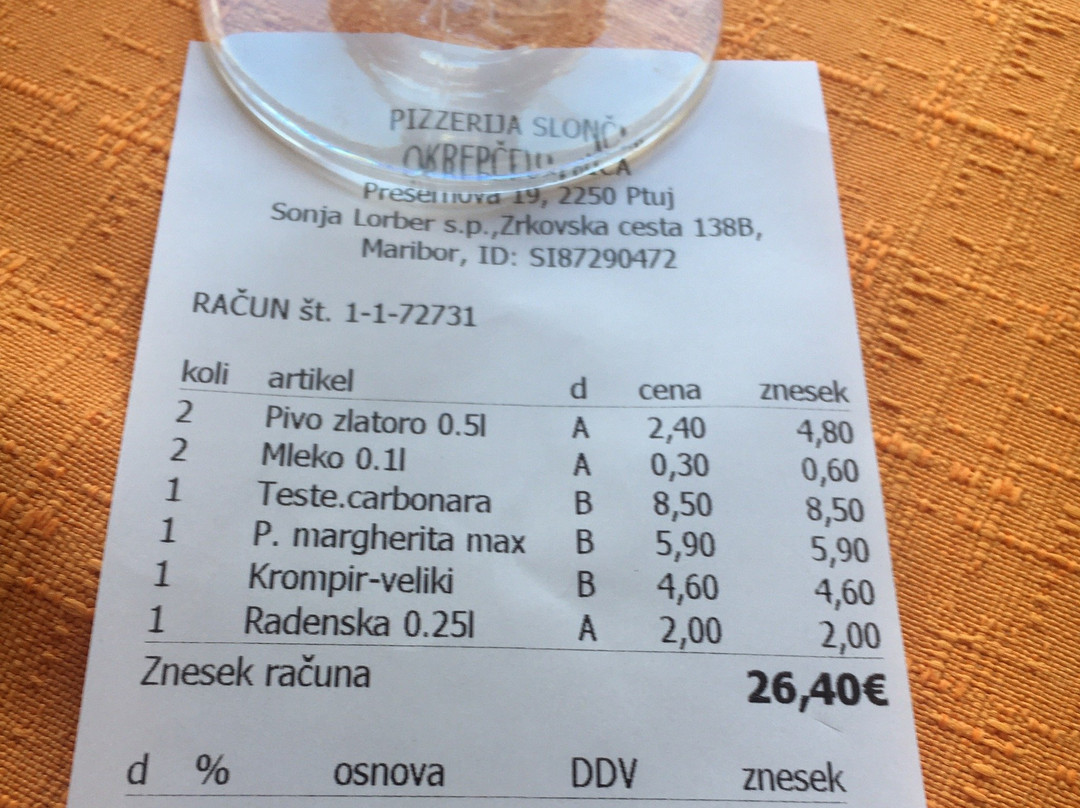 PIZZERIJA
Prešernova 19, 2250 Ptuj
Sonja Lorber s.p.,Zrkovska cesta 138B,
Maribor, ID: SI87290472
RAČUN št. 1-1-72731
koli artikel d cena znesek
2 Pivo zlatoro 0.5l A 2,40 4,80
2 Mleko 0.1l A 0,30 0,60
1 Teste.carbonara B 8,50 8,50
1 P. margherita max B 5,90 5,90
1 Krompir-veliki B 4,60 4,60
1 Radenska 0.25l A 2,00 2,00
Znesek računa 26,40€
d % osnova DDV znesek